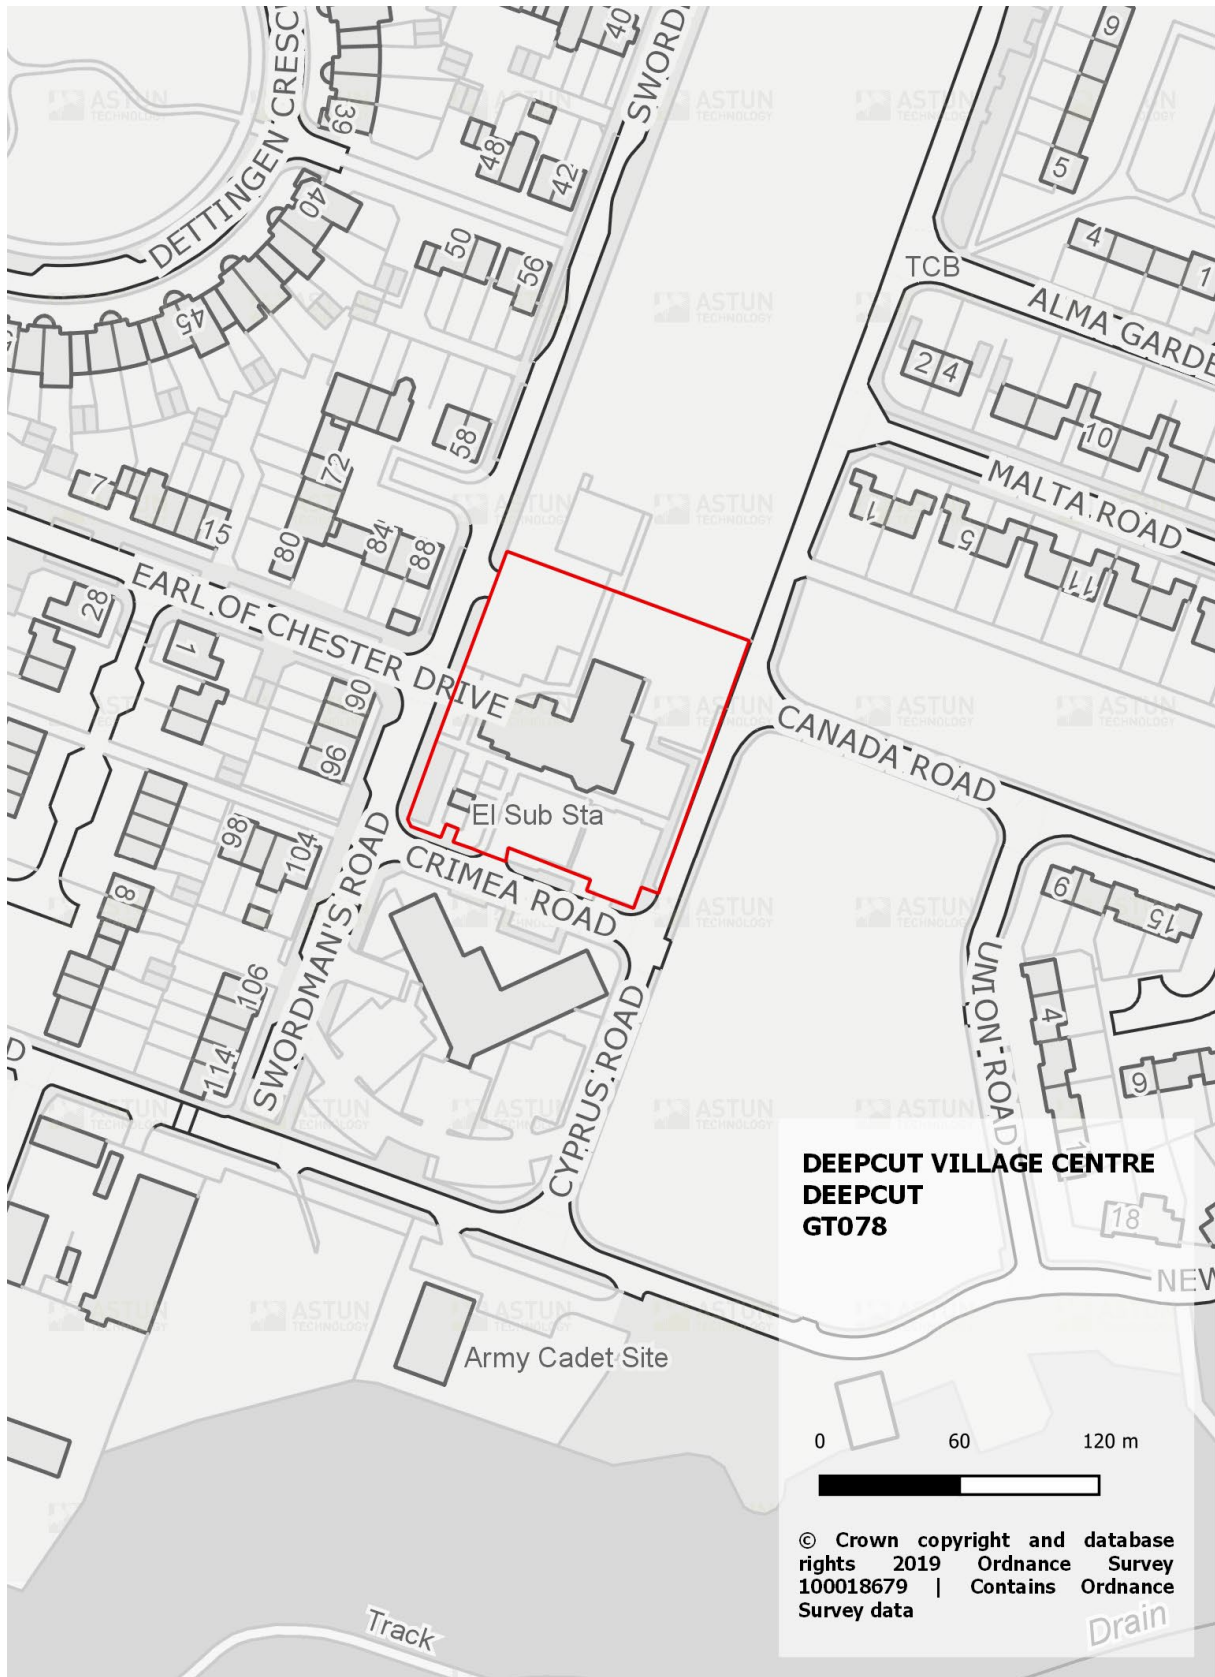 9
40
SWORD
DETTINGEN CRESC
39
48
42
5
40
50
56
4
1
TCB
ALMA GARDE
45
2 4
58
10
72
MALTA ROAD
7
15
1
5
11
80
84
88
28
EARL OF CHESTER DRIVE
1
90
96
CANADA ROAD
El Sub Sta
98
104
CRIMEA ROAD
8
9
15
SWORDMAN'S ROAD
106
114
CYPRUS ROAD
UNION ROAD
4
9
18
NEW
DEEPCUT VILLAGE CENTRE
DEEPCUT
GT078
Army Cadet Site
0 60 120 m
© Crown copyright and database
rights 2019 Ordnance Survey
100018679 | Contains Ordnance
Survey data
Track
Drain
ASTUN
TECHNOLOGY